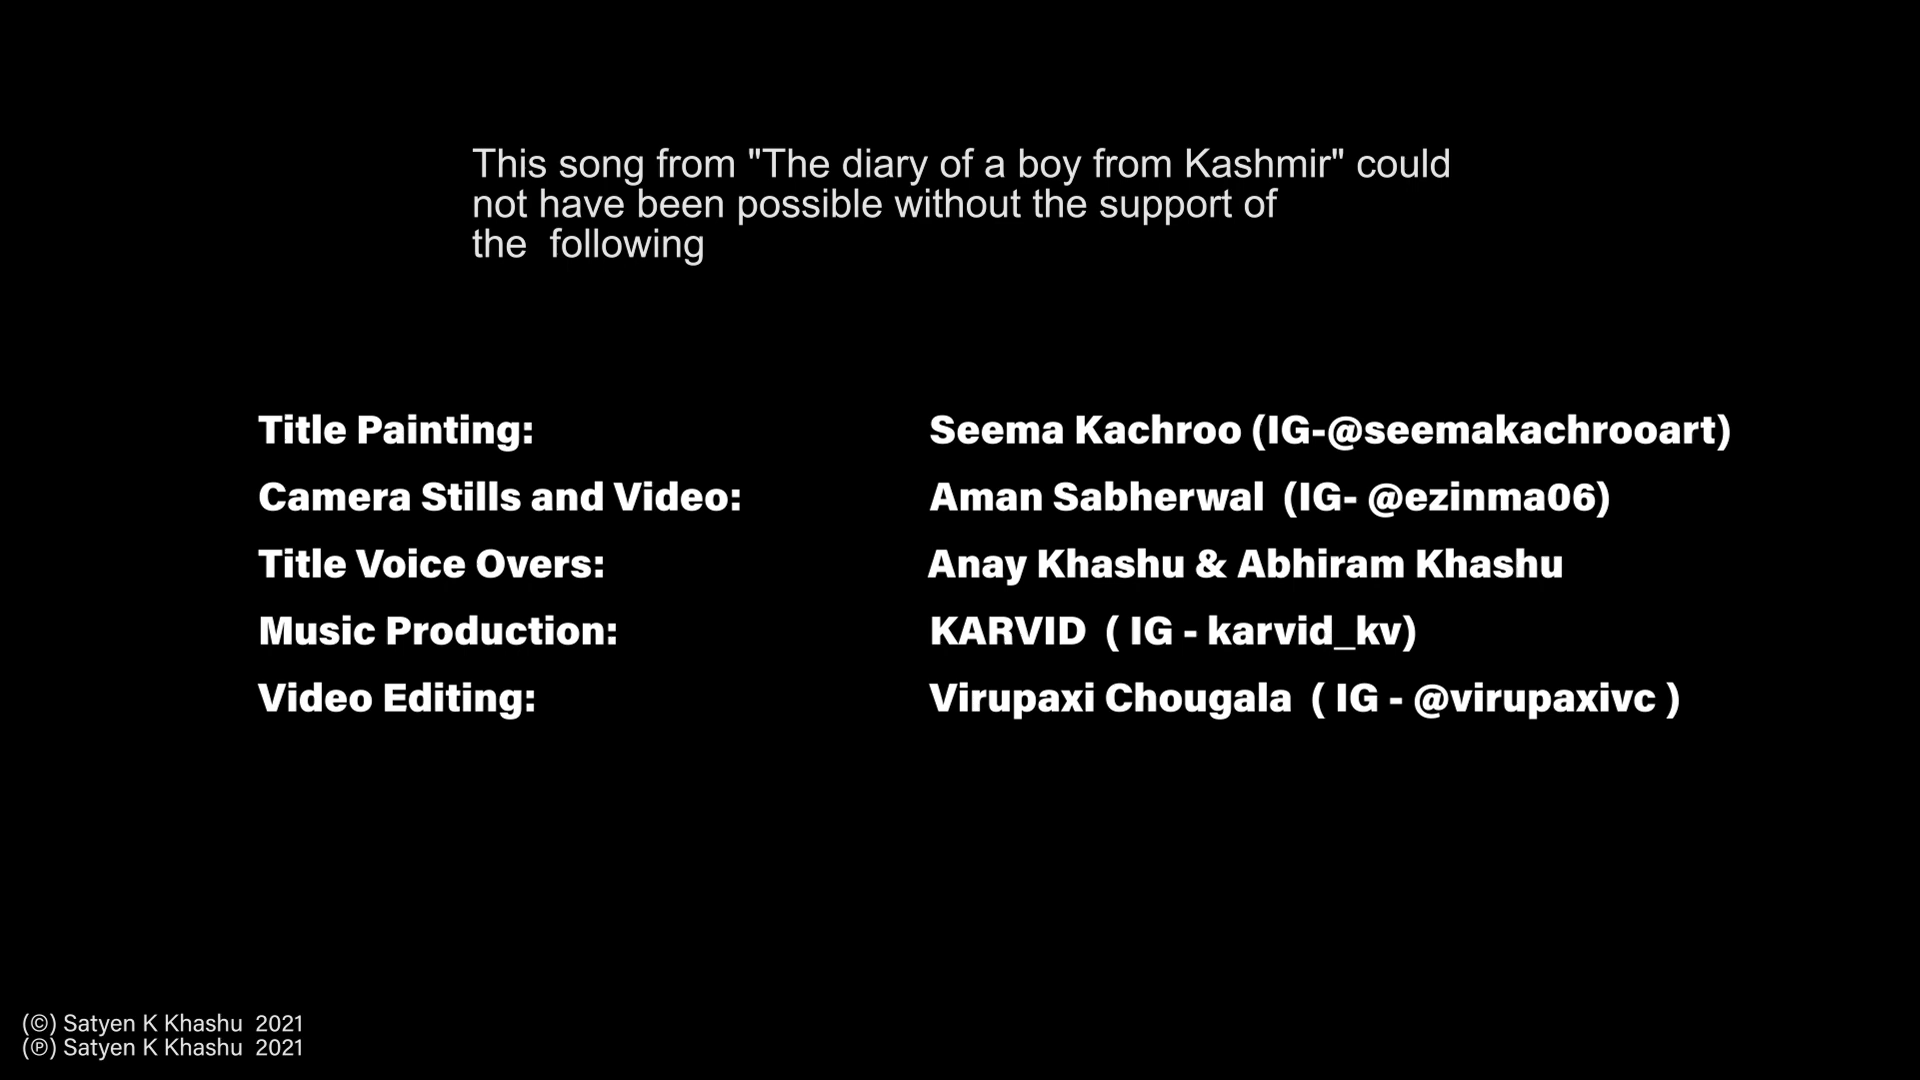 This song from "The diary of a boy from Kashmir" could
not have been possible without the support of
the  following
Title Painting: Seema Kachroo (IG-@seemakachrooart)
Camera Stills and Video: Aman Sabherwal  (IG- @ezinma06)
Title Voice Overs: Anay Khashu & Abhiram Khashu
Music Production: KARVID  ( IG - karvid_kv)
Video Editing: Virupaxi Chougala  ( IG - @virupaxivc )
(©) Satyen K Khashu  2021
(℗) Satyen K Khashu  2021